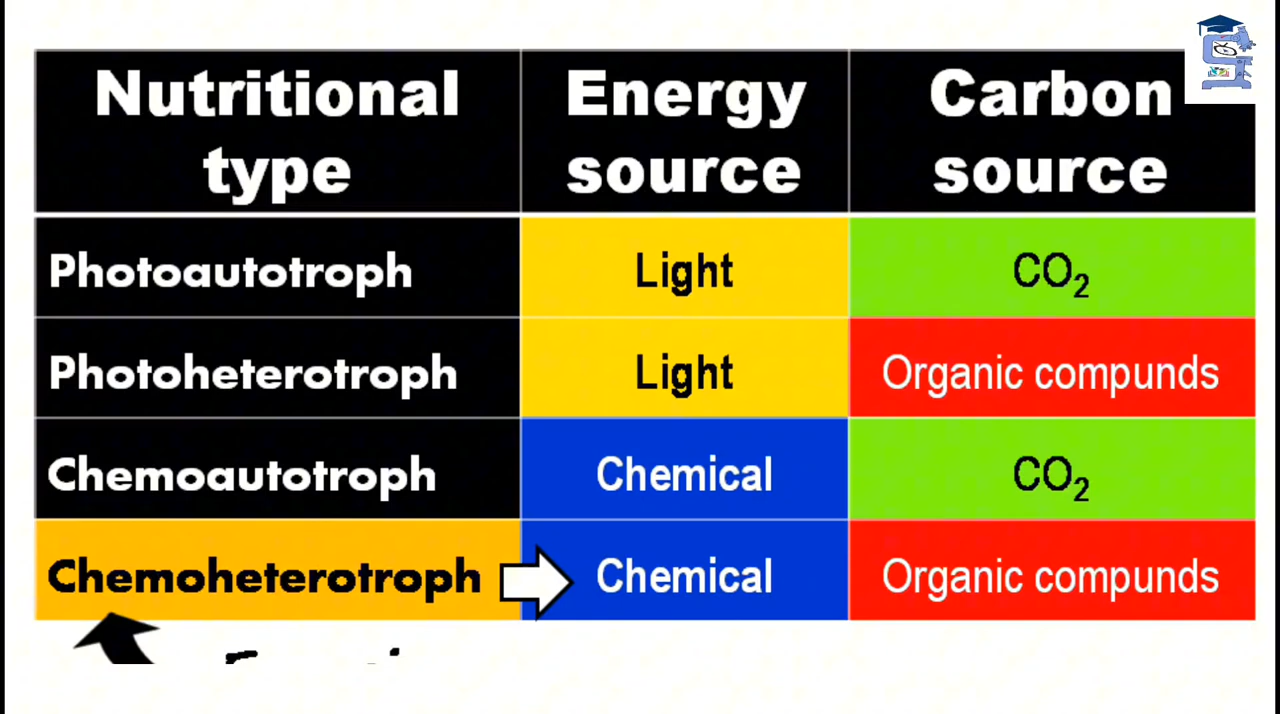 Nutritional type
Energy source
Carbon source
Photoautotroph
Light
CO₂
Photoheterotroph
Light
Organic compunds
Chemoautotroph
Chemical
CO₂
Chemoheterotroph
Chemical
Organic compunds